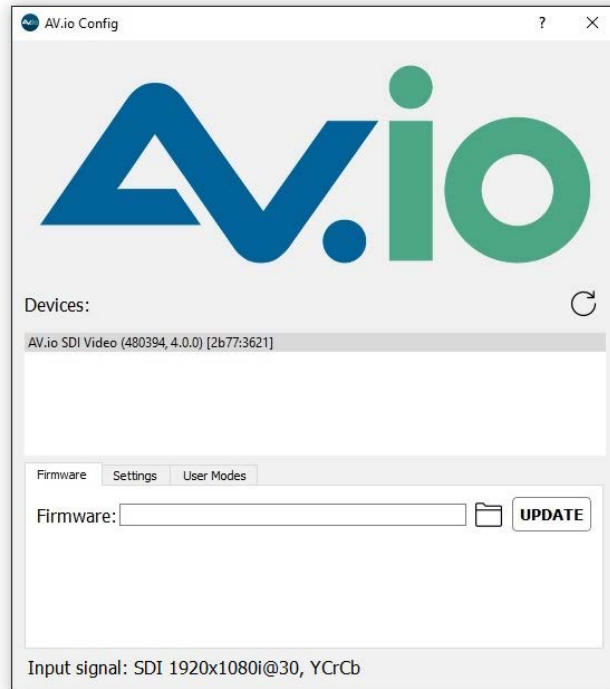 AV.io Config
?
AV.io
Devices:
AV.io SDI Video (480394, 4.0.0) [2b77:3621]
Firmware Settings User Modes
Firmware: UPDATE
Input signal: SDI 1920x1080i@30, YCrCb